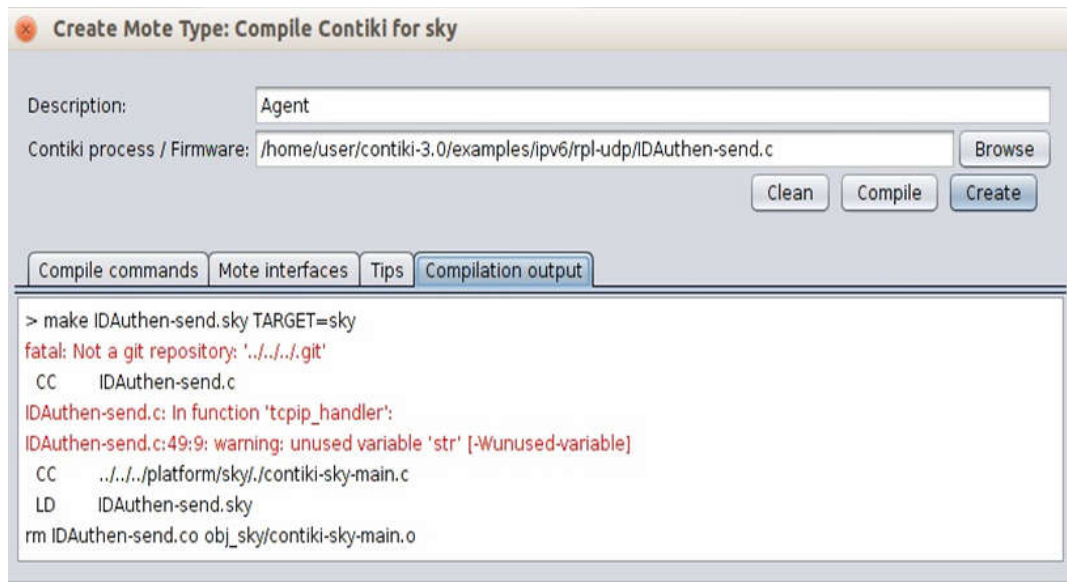 Create Mote Type: Compile Contiki for sky
Description: Agent
Contiki process / Firmware: /home/user/contiki-3.0/examples/ipv6/rpl-udp/IDAuthen-send.c Browse
Clean Compile Create
Compile commands Mote interfaces Tips Compilation output
> make IDAuthen-send.sky TARGET=sky
fatal: Not a git repository: '../../../.git'
CC IDAuthen-send.c
IDAuthen-send.c: In function 'tcpip_handler':
IDAuthen-send.c:49:9: warning: unused variable 'str' [-Wunused-variable]
CC ../../../platform/sky/./contiki-sky-main.c
LD IDAuthen-send.sky
rm IDAuthen-send.co obj_sky/contiki-sky-main.o